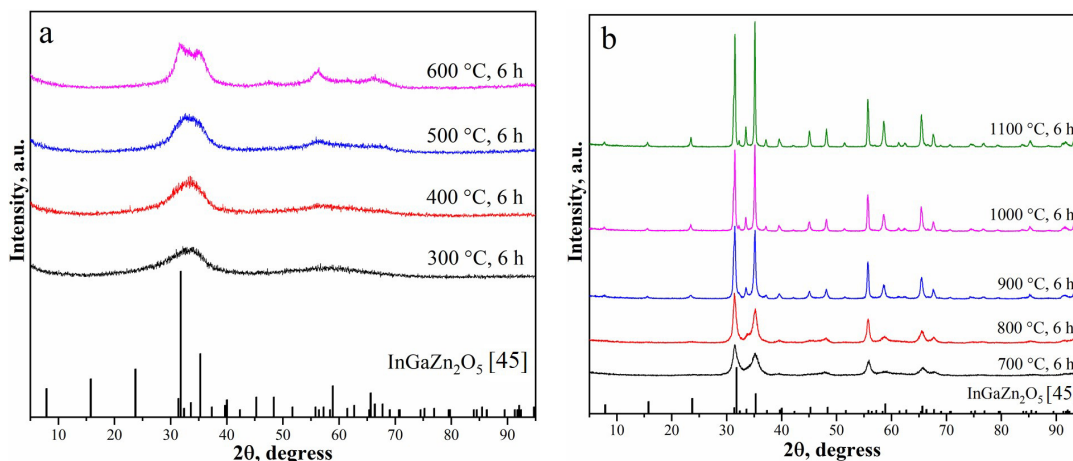 a
600 °C, 6 h
500 °C, 6 h
400 °C, 6 h
300 °C, 6 h
InGaZn₂O₅ [45]
Intensity, a.u.
10 20 30 40 50 60 70 80 90
2θ, degress
b
1100 °C, 6 h
1000 °C, 6 h
900 °C, 6 h
800 °C, 6 h
700 °C, 6 h
InGaZn₂O₅ [45
Intensity, a.u.
10 20 30 40 50 60 70 80 90
2θ, degress